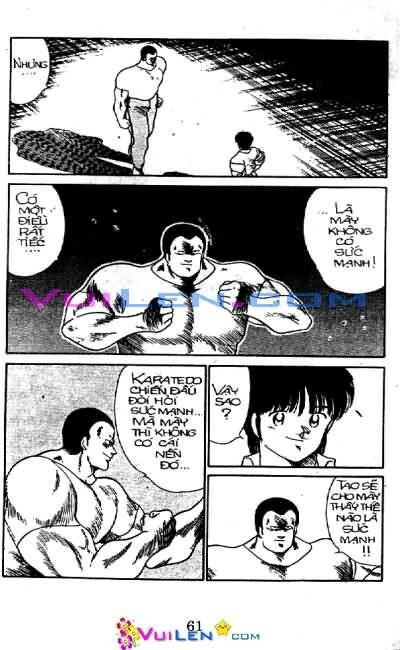 NHƯNG
....
CÓ
MỘT
ĐIỀU
RẤT
TIẾC
....
... LÀ
MÀY
KHÔNG
CÓ
SỨC
MẠNH!
VUILEN.COM
KARATEDO
CHIẾN ĐẤU
ĐÒI HỎI
SỨC MẠNH...
MÀ MÀY
THÌ KHÔNG
CÓ CÁI
NỀN
ĐÓ...
VẬY
SAO
?
TAO SẼ
CHO MÀY
THẤY THẾ
NÀO LÀ
SỨC
MẠNH
!!
61
VUILEN.COM